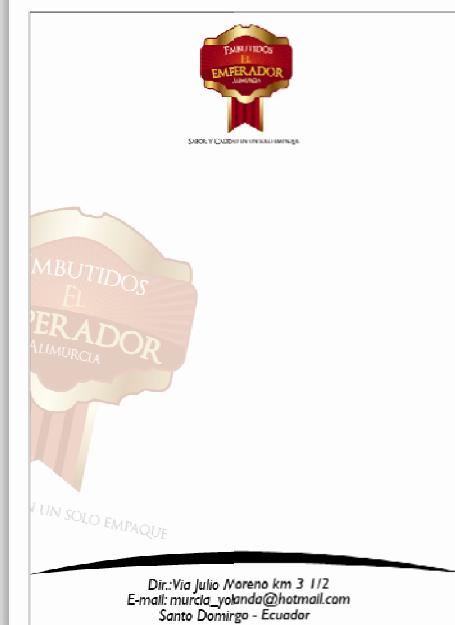 EMBUTIDOS
EL
EMPERADOR
ALIMURCIA
SABOR Y CALIDAD EN UN SOLO EMPAQUE
MBUTIDOS
EL
PERADOR
ALIMURCIA
N UN SOLO EMPAQUE
Dir.:Via Julio Moreno km 3 1/2
E-mail: murcia_yolanda@hotmail.com
Santo Domingo - Ecuador